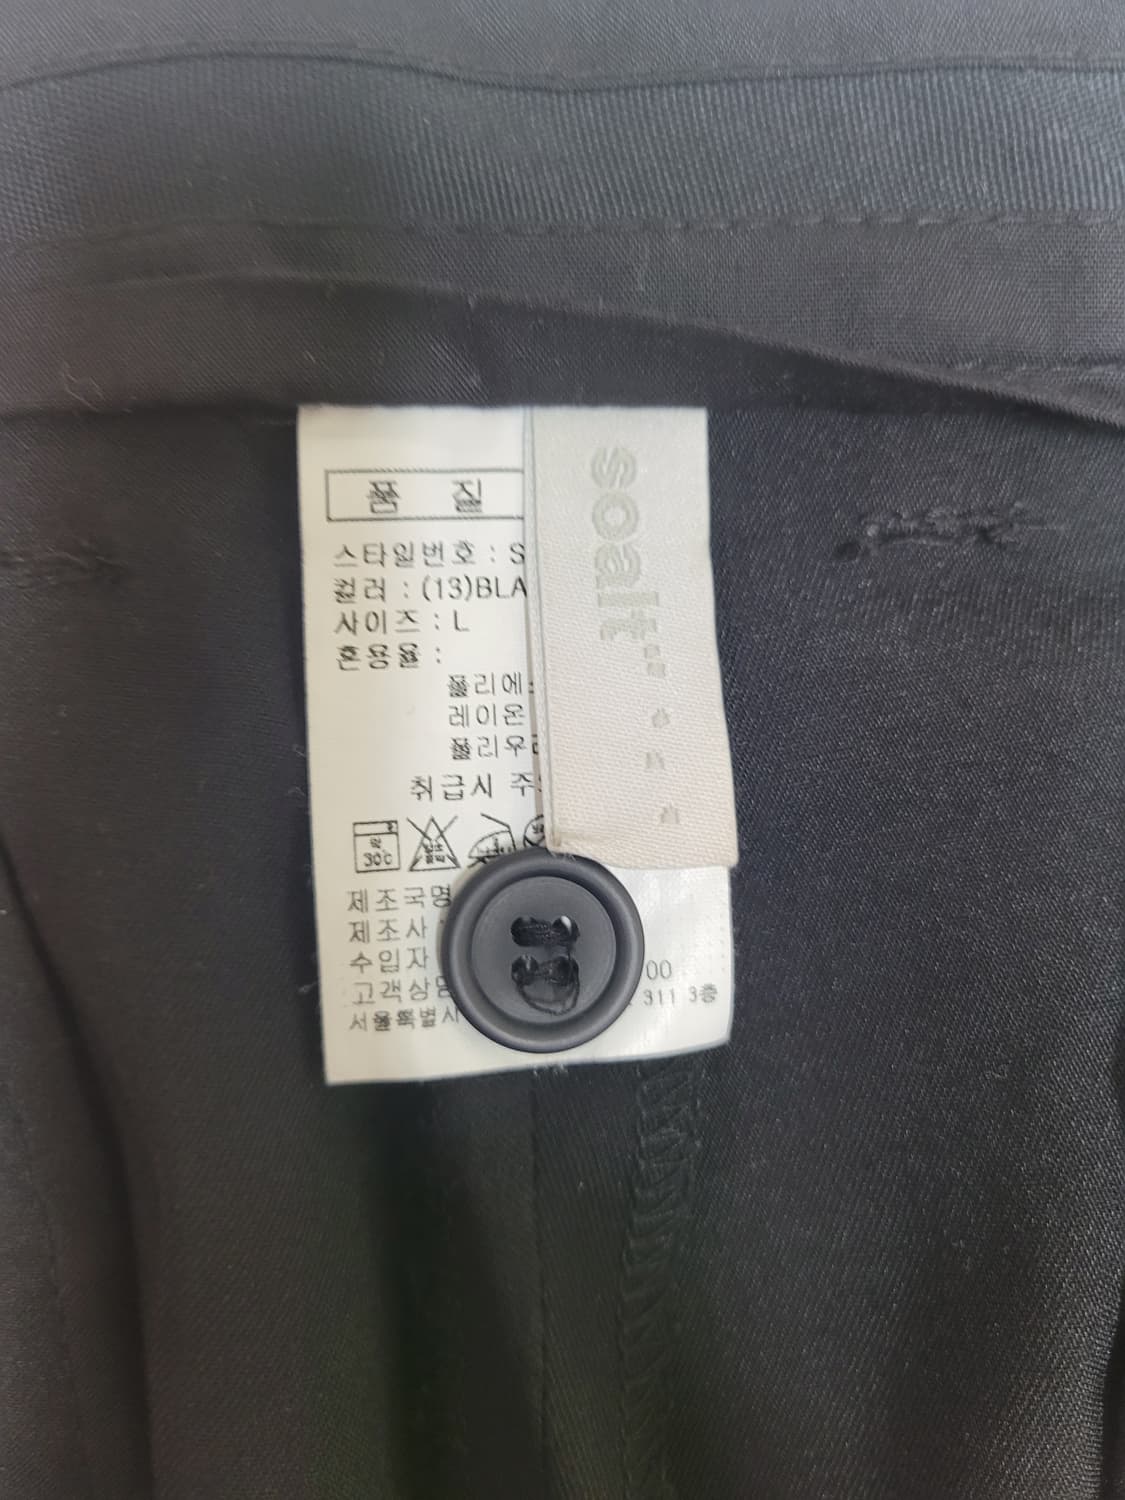 품 질
스타일번호 : S
컬러 : (13)BLA
사이즈 : L
혼용율 :
폴리에
레이온
폴리우
취급시 주
약
30℃
제조국명
제조사
수입자
00
고객상담
311 3층
서울특별시
soalt.